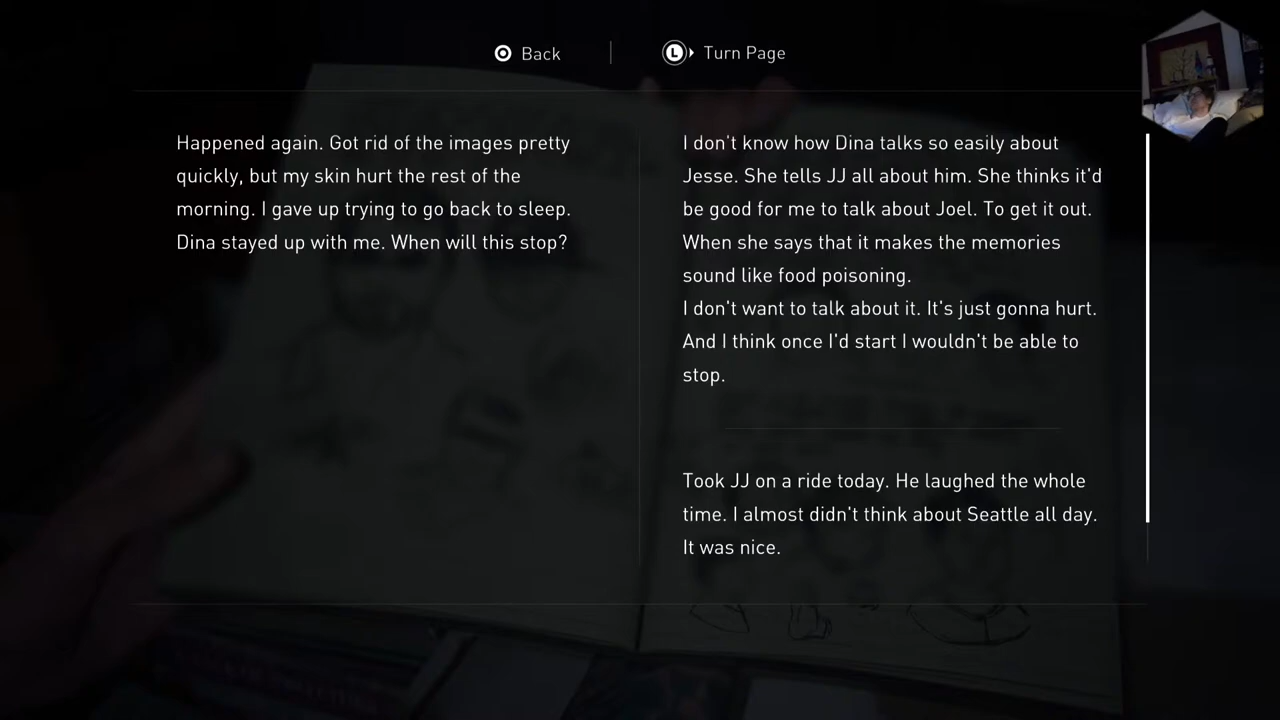 Back
Turn Page
Happened again. Got rid of the images pretty
quickly, but my skin hurt the rest of the
morning. I gave up trying to go back to sleep.
Dina stayed up with me. When will this stop?
I don't know how Dina talks so easily about
Jesse. She tells JJ all about him. She thinks it'd
be good for me to talk about Joel. To get it out.
When she says that it makes the memories
sound like food poisoning.
I don't want to talk about it. It's just gonna hurt.
And I think once I'd start I wouldn't be able to
stop.
Took JJ on a ride today. He laughed the whole
time. I almost didn't think about Seattle all day.
It was nice.